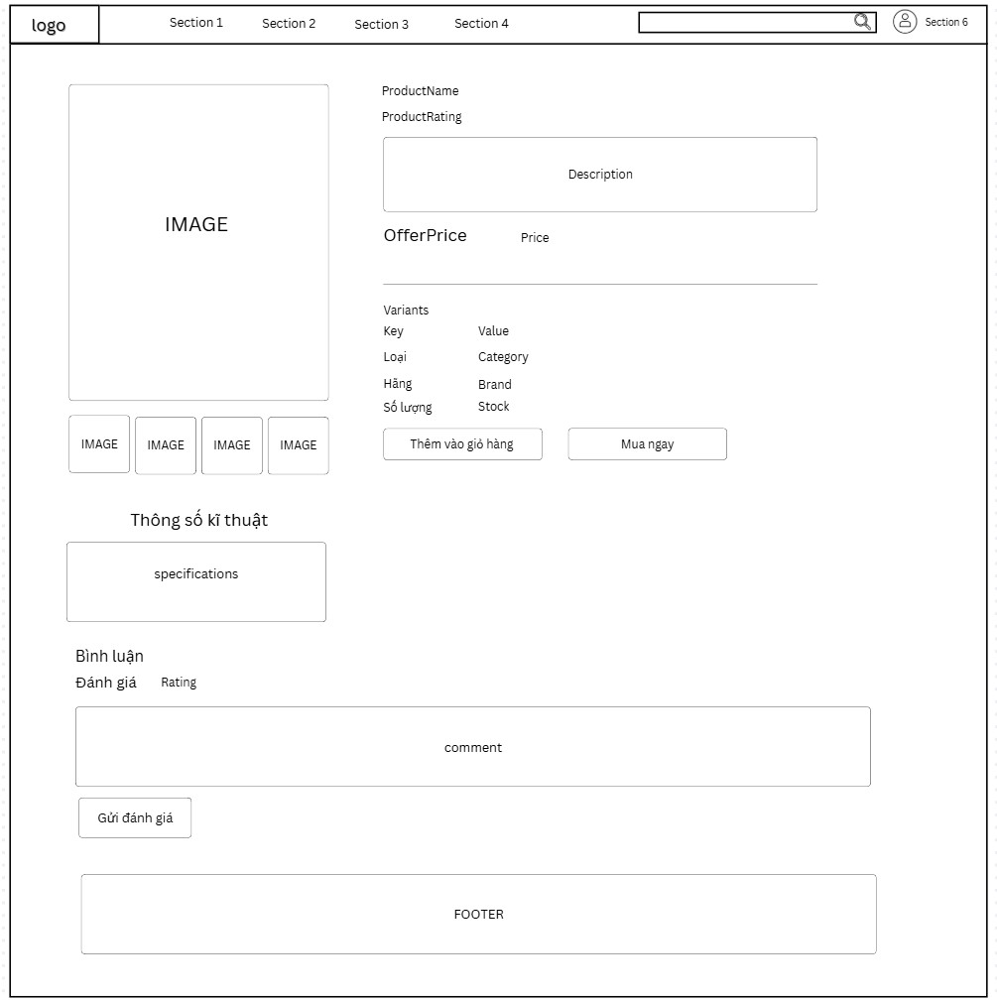 logo
Section 1
Section 2
Section 3
Section 4
Section 6
IMAGE
IMAGE
IMAGE
IMAGE
IMAGE
ProductName
ProductRating
Description
OfferPrice
Price
Variants
Key Value
Loại Category
Hãng Brand
Số lượng Stock
Thêm vào giỏ hàng
Mua ngay
Thông số kĩ thuật
specifications
Bình luận
Đánh giá Rating
comment
Gửi đánh giá
FOOTER